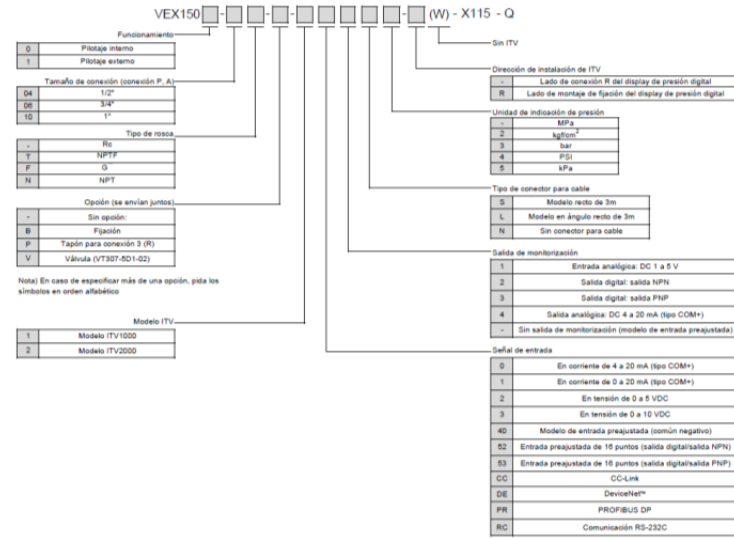 VEX150 - - - - (W) - X115 - Q
Funcionamiento
0 Pilotaje interno
1 Pilotaje externo
Tamaño de conexión (conexión P, A)
04 1/2"
06 3/4"
10 1"
Tipo de rosca
- Rc
T NPTF
F G
N NPT
Opción (se envían juntos)
- Sin opción:
B Fijación
P Tapón para conexión 3 (R)
V Válvula (VT307-5D1-02)
Nota) En caso de especificar más de una opción, pida los
símbolos en orden alfabético
Modelo ITV
1 Modelo ITV1000
2 Modelo ITV2000
Sin ITV
Dirección de instalación de ITV
- Lado de conexión R del display de presión digital
R Lado de montaje de fijación del display de presión digital
Unidad de indicación de presión
- MPa
2 kgf/cm²
3 bar
4 PSI
5 kPa
Tipo de conector para cable
S Modelo recto de 3m
L Modelo en ángulo recto de 3m
N Sin conector para cable
Salida de monitorización
1 Entrada analógica: DC 1 a 5 V
2 Salida digital: salida NPN
3 Salida digital: salida PNP
4 Salida analógica: DC 4 a 20 mA (tipo COM+)
- Sin salida de monitorización (modelo de entrada preajustada)
Señal de entrada
0 En corriente de 4 a 20 mA (tipo COM+)
1 En corriente de 0 a 20 mA (tipo COM+)
2 En tensión de 0 a 5 VDC
3 En tensión de 0 a 10 VDC
40 Modelo de entrada preajustada (común negativo)
52 Entrada preajustada de 16 puntos (salida digital/salida NPN)
53 Entrada preajustada de 16 puntos (salida digital/salida PNP)
CC CC-Link
DE DeviceNet™
PR PROFIBUS DP
RC Comunicación RS-232C